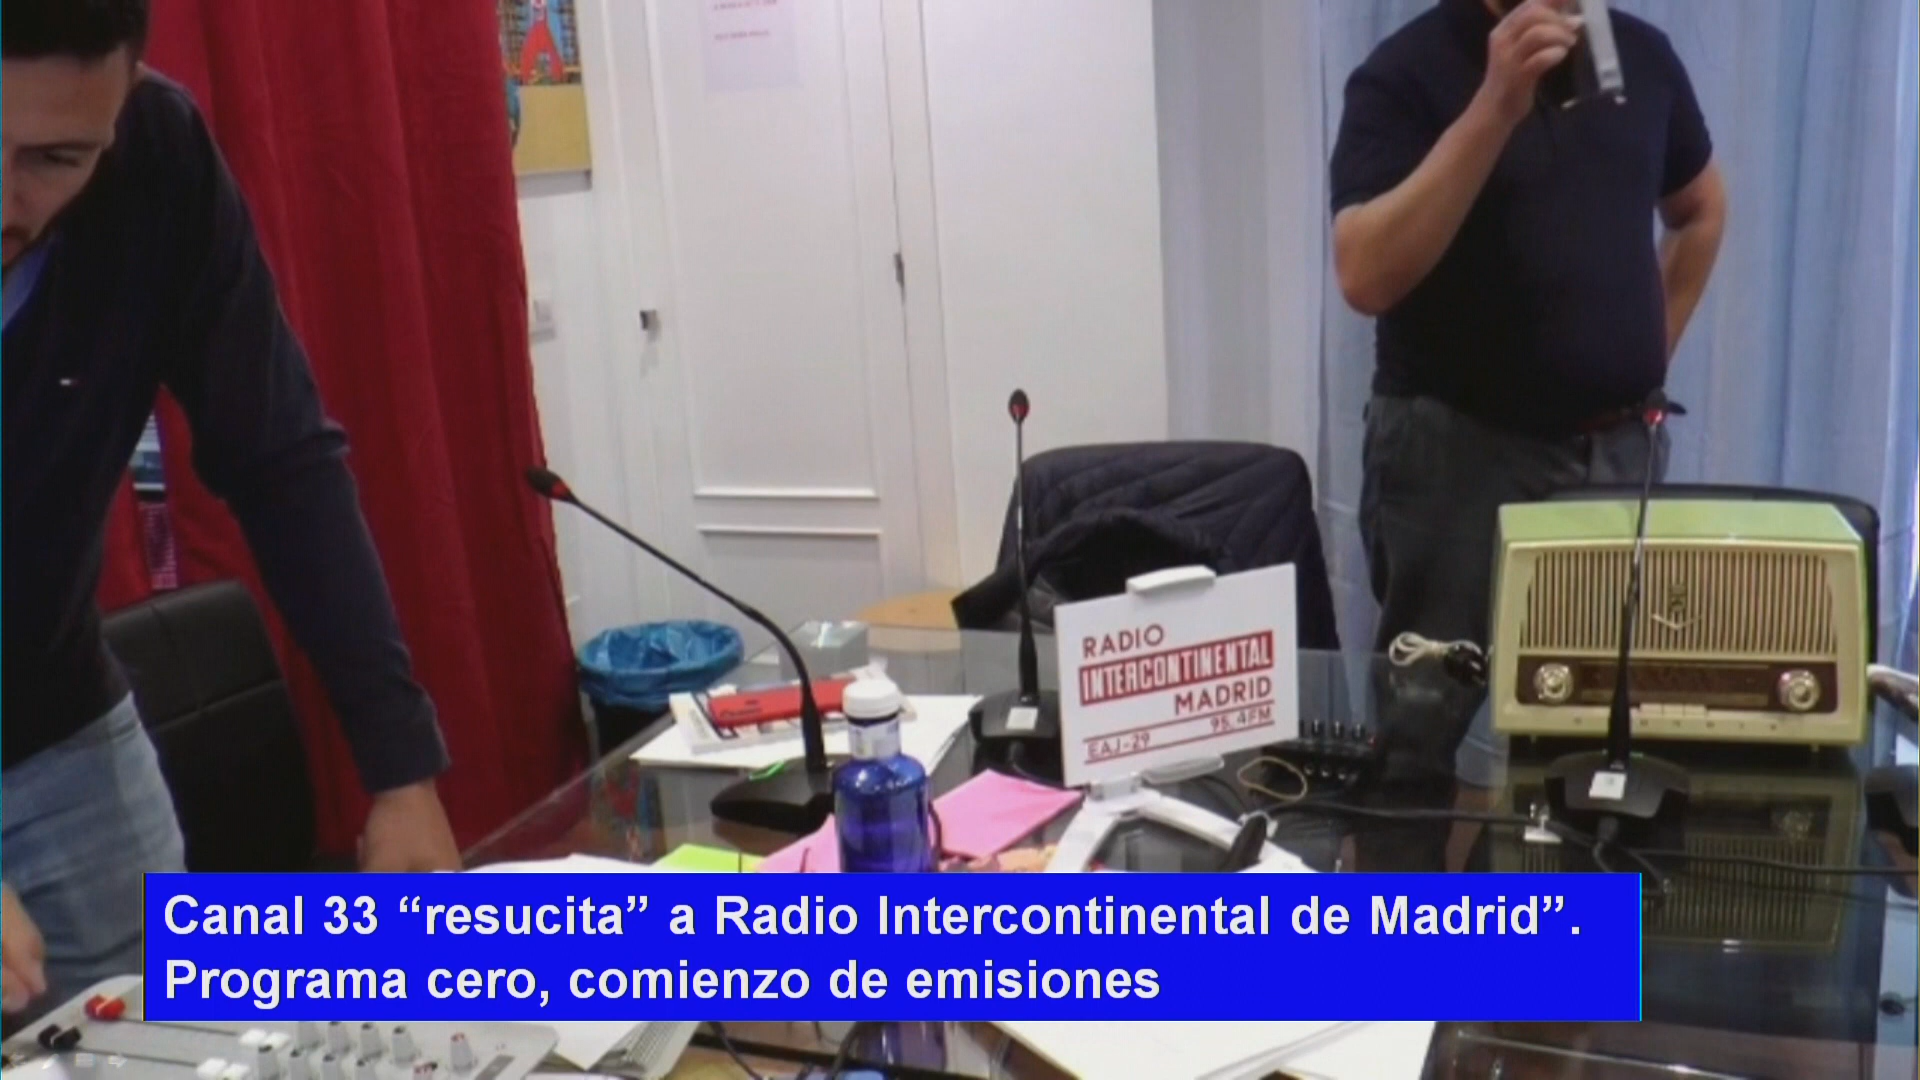 RADIO
INTERCONTINENTAL
MADRID
95.4FM
EAJ-29
Canal 33 “resucita” a Radio Intercontinental de Madrid”.
Programa cero, comienzo de emisiones